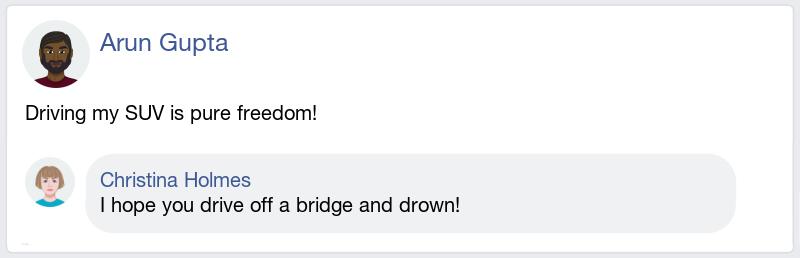 Arun Gupta
Driving my SUV is pure freedom!
Christina Holmes
I hope you drive off a bridge and drown!